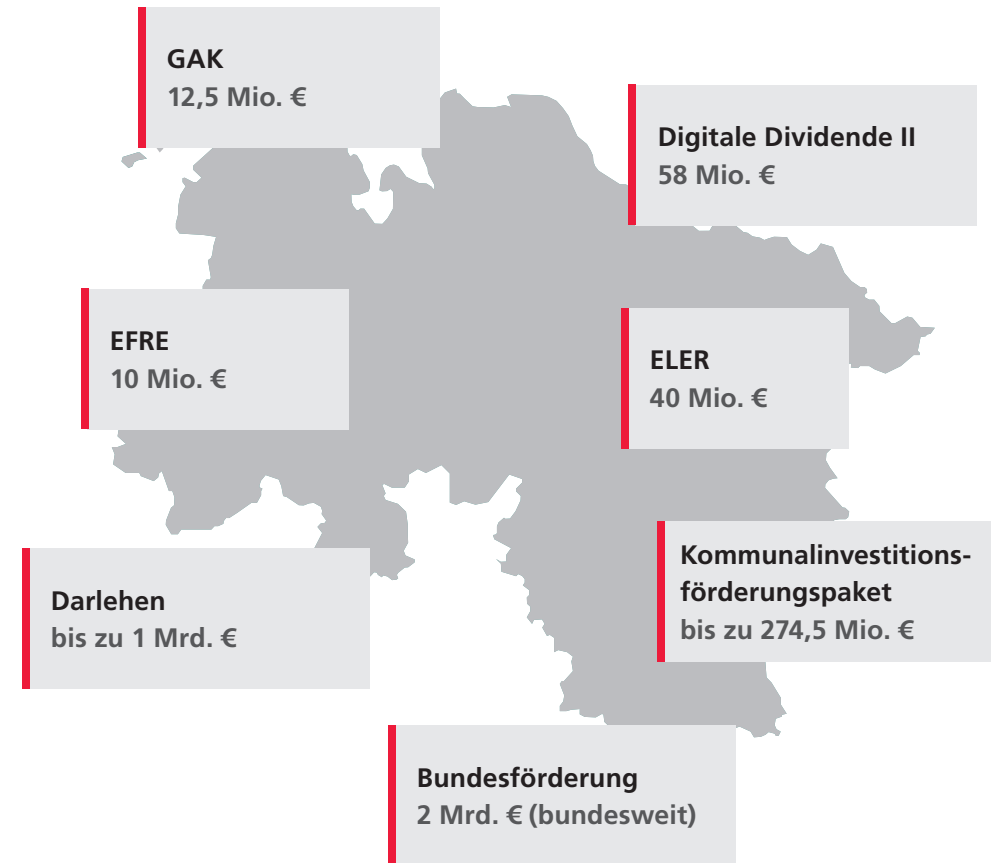 GAK
12,5 Mio. €
Digitale Dividende II
58 Mio. €
EFRE
10 Mio. €
ELER
40 Mio. €
Kommunalinvestitions-
förderungspaket
bis zu 274,5 Mio. €
Darlehen
bis zu 1 Mrd. €
Bundesförderung
2 Mrd. € (bundesweit)